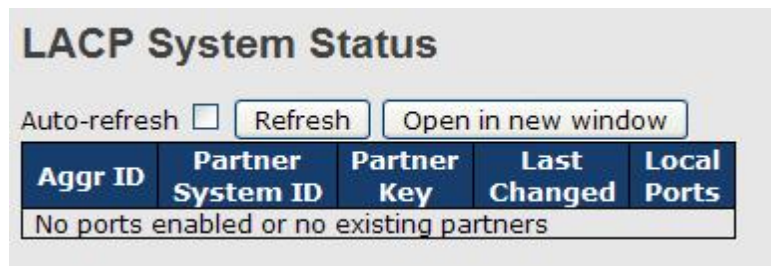 LACP System Status
Auto-refresh Refresh Open in new window
Aggr ID Partner System ID Partner Key Last Changed Local Ports
No ports enabled or no existing partners